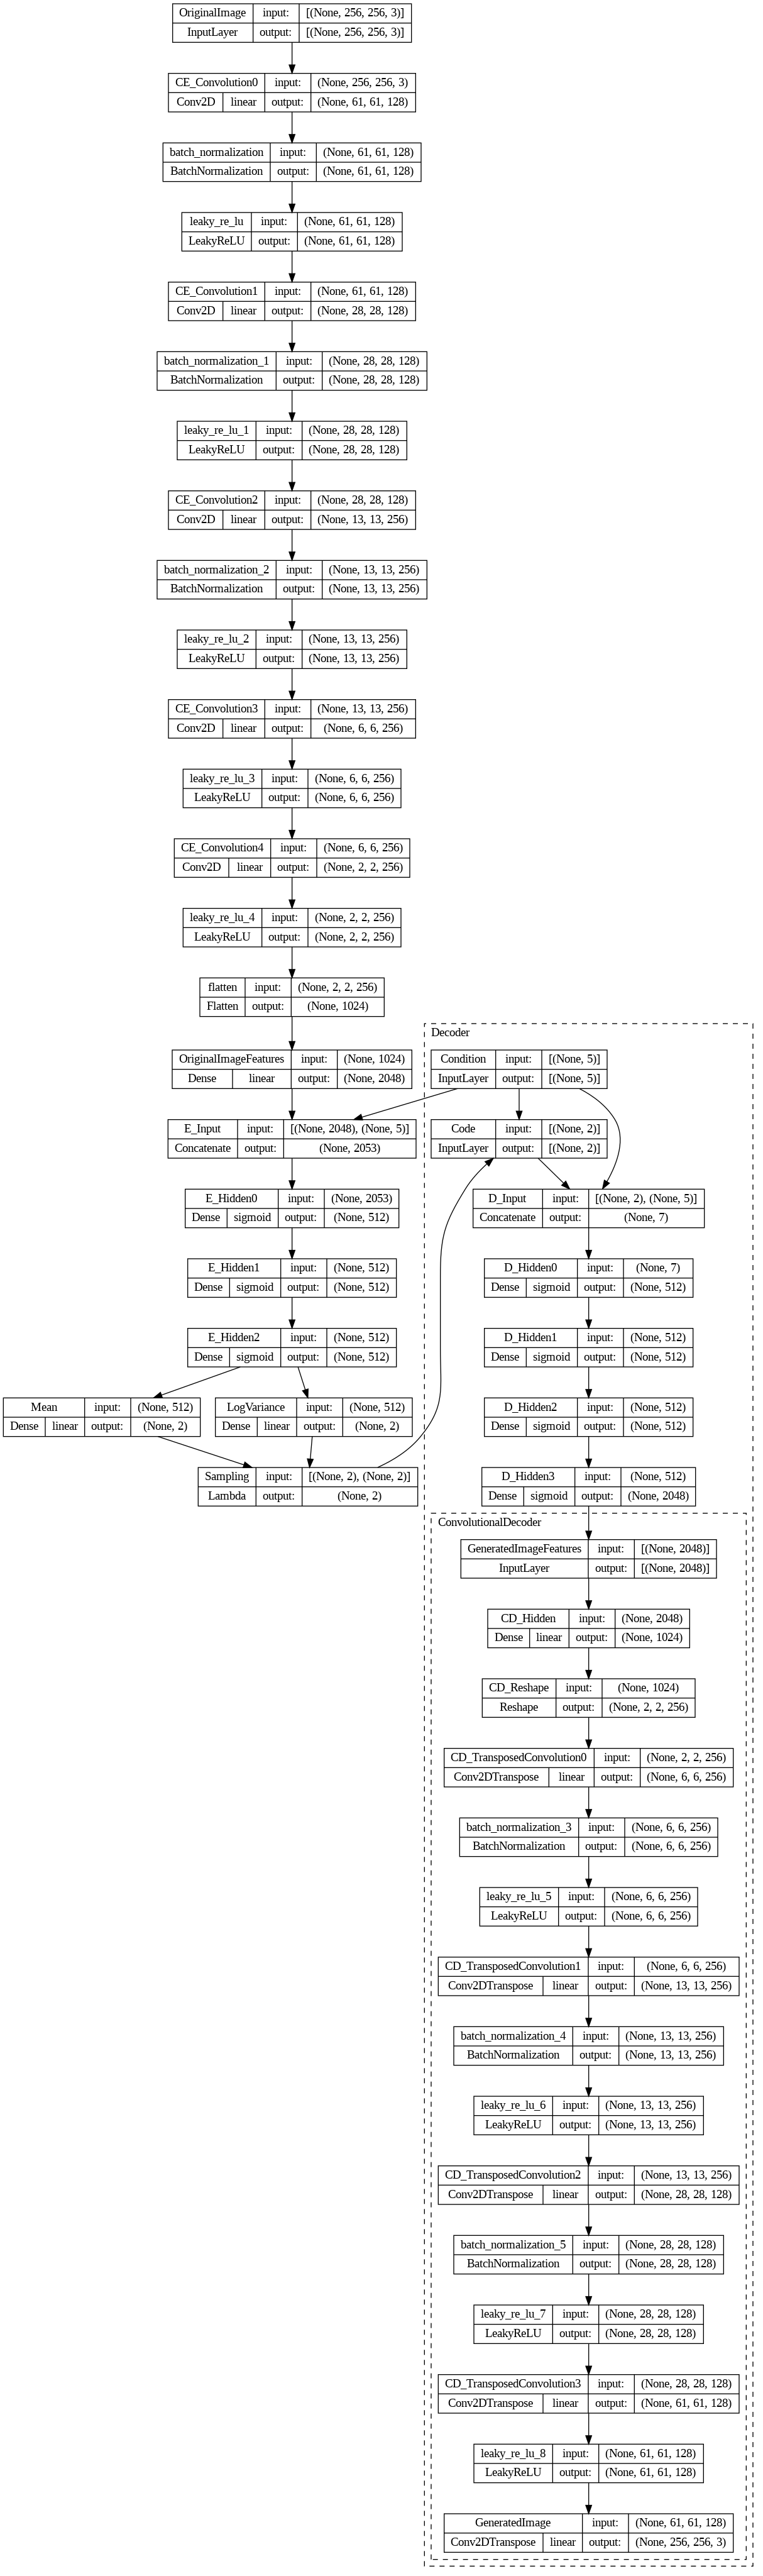 OriginalImage input: [(None, 256, 256, 3)]
InputLayer output: [(None, 256, 256, 3)]
CE_Convolution0 input: (None, 256, 256, 3)
Conv2D linear output: (None, 61, 61, 128)
batch_normalization input: (None, 61, 61, 128)
BatchNormalization output: (None, 61, 61, 128)
leaky_re_lu input: (None, 61, 61, 128)
LeakyReLU output: (None, 61, 61, 128)
CE_Convolution1 input: (None, 61, 61, 128)
Conv2D linear output: (None, 28, 28, 128)
batch_normalization_1 input: (None, 28, 28, 128)
BatchNormalization output: (None, 28, 28, 128)
leaky_re_lu_1 input: (None, 28, 28, 128)
LeakyReLU output: (None, 28, 28, 128)
CE_Convolution2 input: (None, 28, 28, 128)
Conv2D linear output: (None, 13, 13, 256)
batch_normalization_2 input: (None, 13, 13, 256)
BatchNormalization output: (None, 13, 13, 256)
leaky_re_lu_2 input: (None, 13, 13, 256)
LeakyReLU output: (None, 13, 13, 256)
CE_Convolution3 input: (None, 13, 13, 256)
Conv2D linear output: (None, 6, 6, 256)
leaky_re_lu_3 input: (None, 6, 6, 256)
LeakyReLU output: (None, 6, 6, 256)
CE_Convolution4 input: (None, 6, 6, 256)
Conv2D linear output: (None, 2, 2, 256)
leaky_re_lu_4 input: (None, 2, 2, 256)
LeakyReLU output: (None, 2, 2, 256)
flatten input: (None, 2, 2, 256)
Flatten output: (None, 1024)
OriginalImageFeatures input: (None, 1024)
Dense linear output: (None, 2048)
E_Input input: [(None, 2048), (None, 5)]
Concatenate output: (None, 2053)
E_Hidden0 input: (None, 2053)
Dense sigmoid output: (None, 512)
E_Hidden1 input: (None, 512)
Dense sigmoid output: (None, 512)
E_Hidden2 input: (None, 512)
Dense sigmoid output: (None, 512)
Mean input: (None, 512)
Dense linear output: (None, 2)
LogVariance input: (None, 512)
Dense linear output: (None, 2)
Sampling input: [(None, 2), (None, 2)]
Lambda output: (None, 2)
Decoder
Condition input: [(None, 5)]
InputLayer output: [(None, 5)]
Code input: [(None, 2)]
InputLayer output: [(None, 2)]
D_Input input: [(None, 2), (None, 5)]
Concatenate output: (None, 7)
D_Hidden0 input: (None, 7)
Dense sigmoid output: (None, 512)
D_Hidden1 input: (None, 512)
Dense sigmoid output: (None, 512)
D_Hidden2 input: (None, 512)
Dense sigmoid output: (None, 512)
D_Hidden3 input: (None, 512)
Dense sigmoid output: (None, 2048)
ConvolutionalDecoder
GeneratedImageFeatures input: [(None, 2048)]
InputLayer output: [(None, 2048)]
CD_Hidden input: (None, 2048)
Dense linear output: (None, 1024)
CD_Reshape input: (None, 1024)
Reshape output: (None, 2, 2, 256)
CD_TransposedConvolution0 input: (None, 2, 2, 256)
Conv2DTranspose linear output: (None, 6, 6, 256)
batch_normalization_3 input: (None, 6, 6, 256)
BatchNormalization output: (None, 6, 6, 256)
leaky_re_lu_5 input: (None, 6, 6, 256)
LeakyReLU output: (None, 6, 6, 256)
CD_TransposedConvolution1 input: (None, 6, 6, 256)
Conv2DTranspose linear output: (None, 13, 13, 256)
batch_normalization_4 input: (None, 13, 13, 256)
BatchNormalization output: (None, 13, 13, 256)
leaky_re_lu_6 input: (None, 13, 13, 256)
LeakyReLU output: (None, 13, 13, 256)
CD_TransposedConvolution2 input: (None, 13, 13, 256)
Conv2DTranspose linear output: (None, 28, 28, 128)
batch_normalization_5 input: (None, 28, 28, 128)
BatchNormalization output: (None, 28, 28, 128)
leaky_re_lu_7 input: (None, 28, 28, 128)
LeakyReLU output: (None, 28, 28, 128)
CD_TransposedConvolution3 input: (None, 28, 28, 128)
Conv2DTranspose linear output: (None, 61, 61, 128)
leaky_re_lu_8 input: (None, 61, 61, 128)
LeakyReLU output: (None, 61, 61, 128)
GeneratedImage input: (None, 61, 61, 128)
Conv2DTranspose linear output: (None, 256, 256, 3)